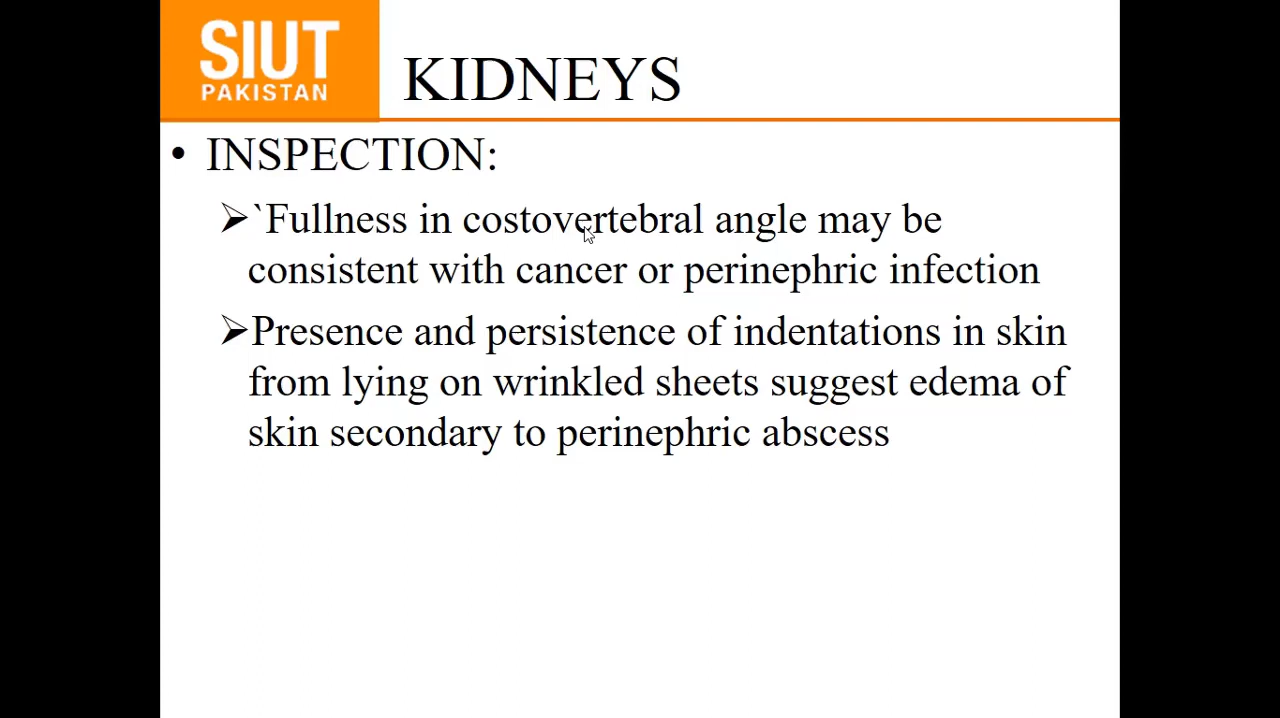 SIUT
PAKISTAN
KIDNEYS
• INSPECTION:
➢`Fullness in costovertebral angle may be
consistent with cancer or perinephric infection
➢Presence and persistence of indentations in skin
from lying on wrinkled sheets suggest edema of
skin secondary to perinephric abscess